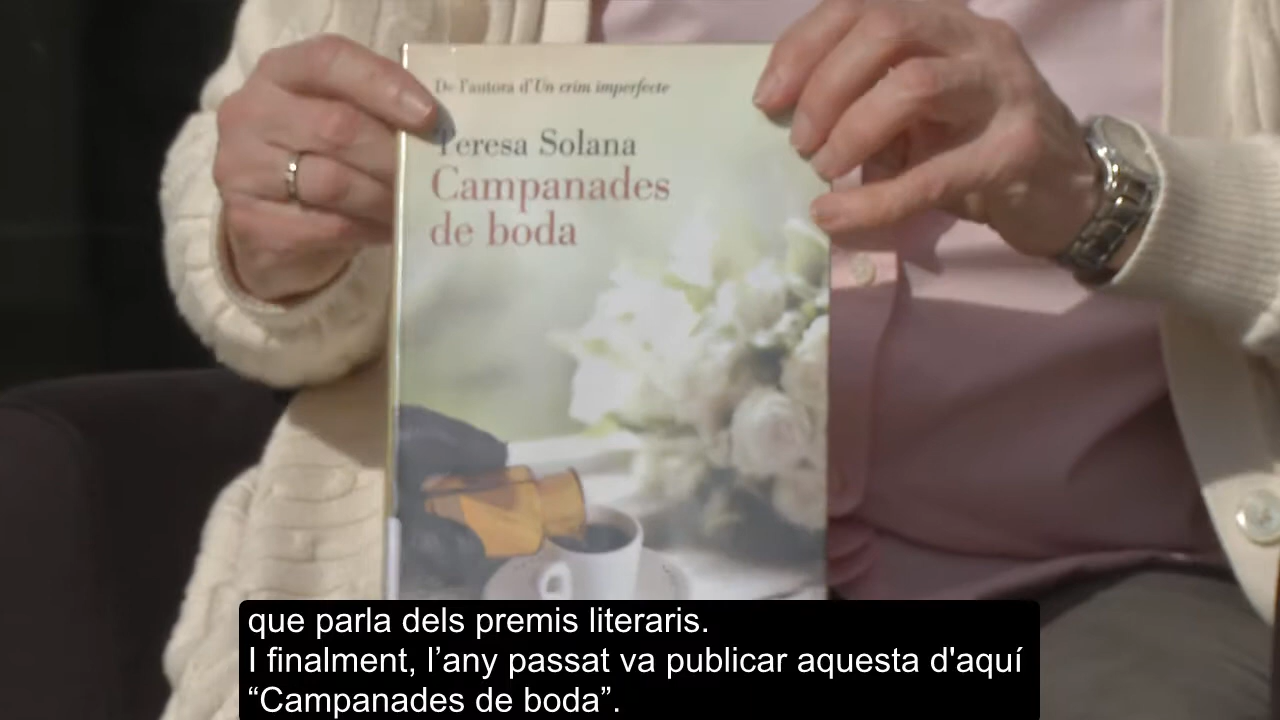 De l'autora d'Un crim imperfecte
Teresa Solana
Campanades
de boda
que parla dels premis literaris.
I finalment, l’any passat va publicar aquesta d'aquí
“Campanades de boda”.